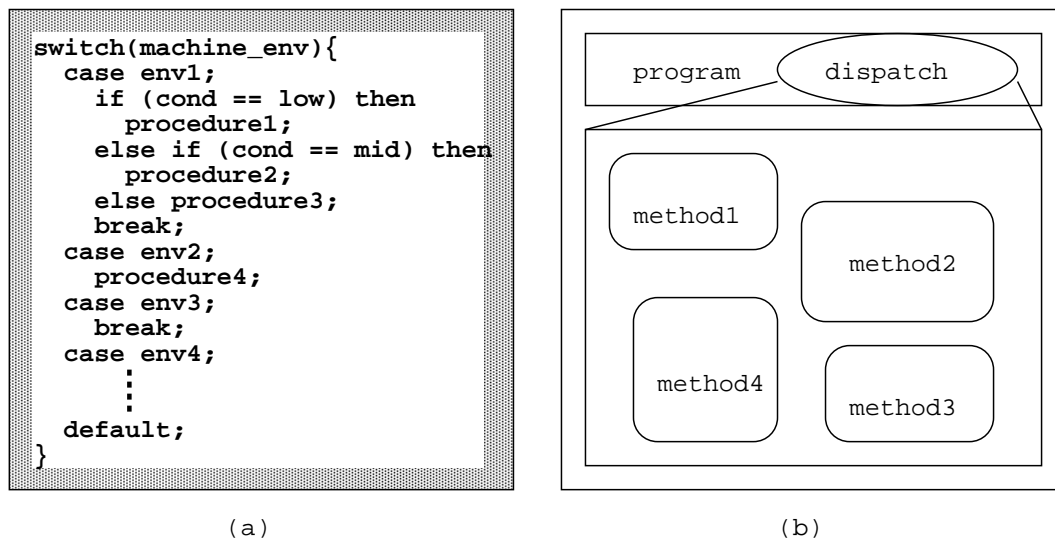 switch(machine_env){
case env1;
if (cond == low) then
procedure1;
else if (cond == mid) then
procedure2;
else procedure3;
break;
case env2;
procedure4;
case env3;
break;
case env4;
default;
}
(a)
program dispatch
method1
method2
method4
method3
(b)